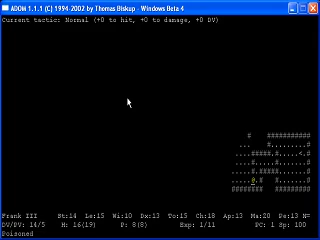 ADOM 1.1.1 (C) 1994-2002 by Thomas Biskup - Windows Beta 4
Current tactic: Normal (+0 to hit, +0 to damage, +0 DV)
Frank III St:14 Le:15 Wi:10 Dx:13 To:15 Ch:18 Ap:13 Ma:20 Pe:13 N=
DV/PV: 14/5 H: 16(19) P: 8(8) Exp: 1/11 PC: 1 Sp: 100
Poisoned